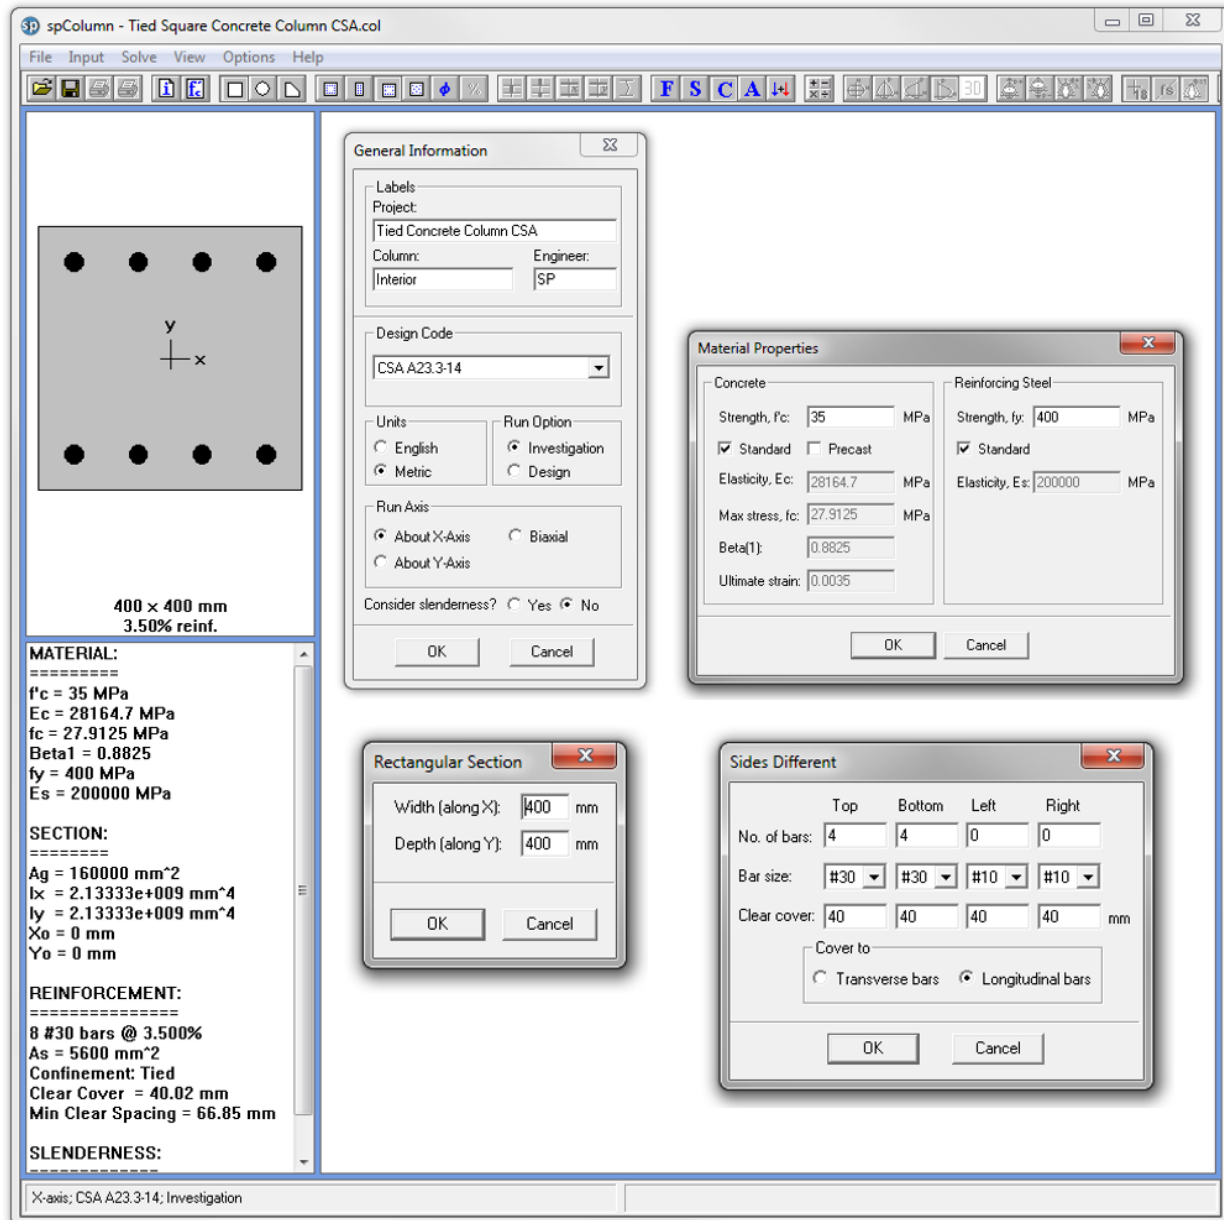 spColumn - Tied Square Concrete Column CSA.col
File Input Solve View Options Help
i fc ϕ % F S C A 30 18 fs
y
x
400 x 400 mm
3.50% reinf.
MATERIAL:
=========
f'c = 35 MPa
Ec = 28164.7 MPa
fc = 27.9125 MPa
Beta1 = 0.8825
fy = 400 MPa
Es = 200000 MPa
SECTION:
========
Ag = 160000 mm^2
Ix = 2.13333e+009 mm^4
Iy = 2.13333e+009 mm^4
Xo = 0 mm
Yo = 0 mm
REINFORCEMENT:
===============
8 #30 bars @ 3.500%
As = 5600 mm^2
Confinement: Tied
Clear Cover = 40.02 mm
Min Clear Spacing = 66.85 mm
SLENDERNESS:
General Information
Labels
Project:
Tied Concrete Column CSA
Column: Engineer:
Interior SP
Design Code
CSA A23.3-14
Units Run Option
English Investigation
Metric Design
Run Axis
About X-Axis Biaxial
About Y-Axis
Consider slenderness? Yes No
OK Cancel
Material Properties
Concrete Reinforcing Steel
Strength, f'c: 35 MPa Strength, fy: 400 MPa
Standard Precast Standard
Elasticity, Ec: 28164.7 MPa Elasticity, Es: 200000 MPa
Max stress, fc: 27.9125 MPa
Beta(1): 0.8825
Ultimate strain: 0.0035
OK Cancel
Rectangular Section
Width (along X): 400 mm
Depth (along Y): 400 mm
OK Cancel
Sides Different
Top Bottom Left Right
No. of bars: 4 4 0 0
Bar size: #30 #30 #10 #10
Clear cover: 40 40 40 40 mm
Cover to
Transverse bars Longitudinal bars
OK Cancel
X-axis; CSA A23.3-14; Investigation